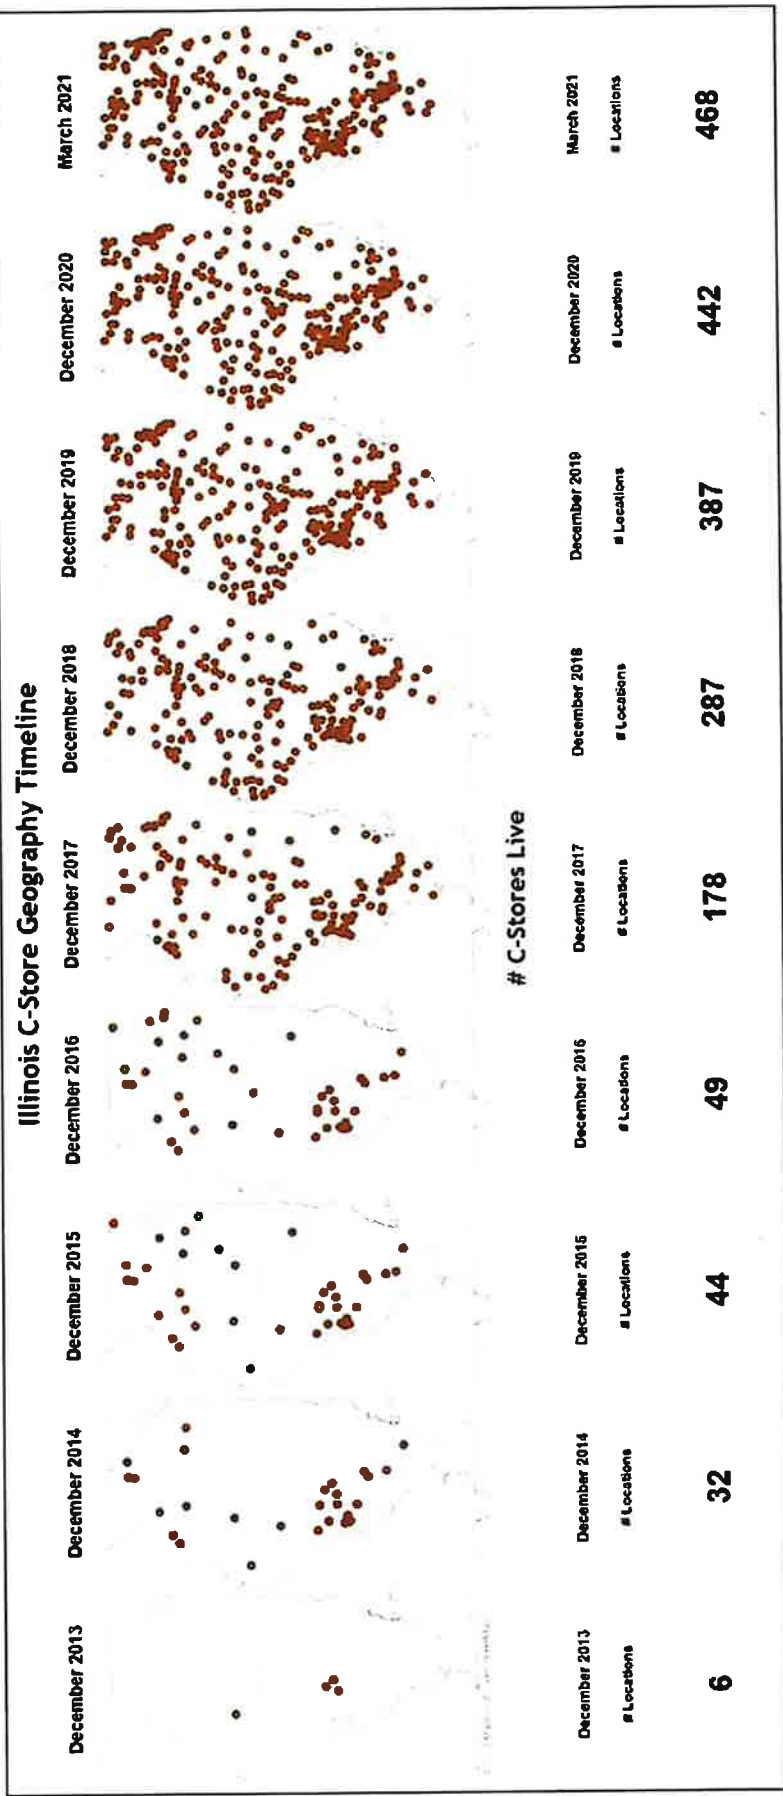 Illinois C-Store Geography Timeline
December 2013 December 2014 December 2015 December 2016 December 2017 December 2018 December 2019 December 2020 March 2021
# C-Stores Live
December 2013 December 2014 December 2015 December 2016 December 2017 December 2018 December 2019 December 2020 March 2021
# Locations # Locations # Locations # Locations # Locations # Locations # Locations # Locations # Locations
6 32 44 49 178 287 387 442 468